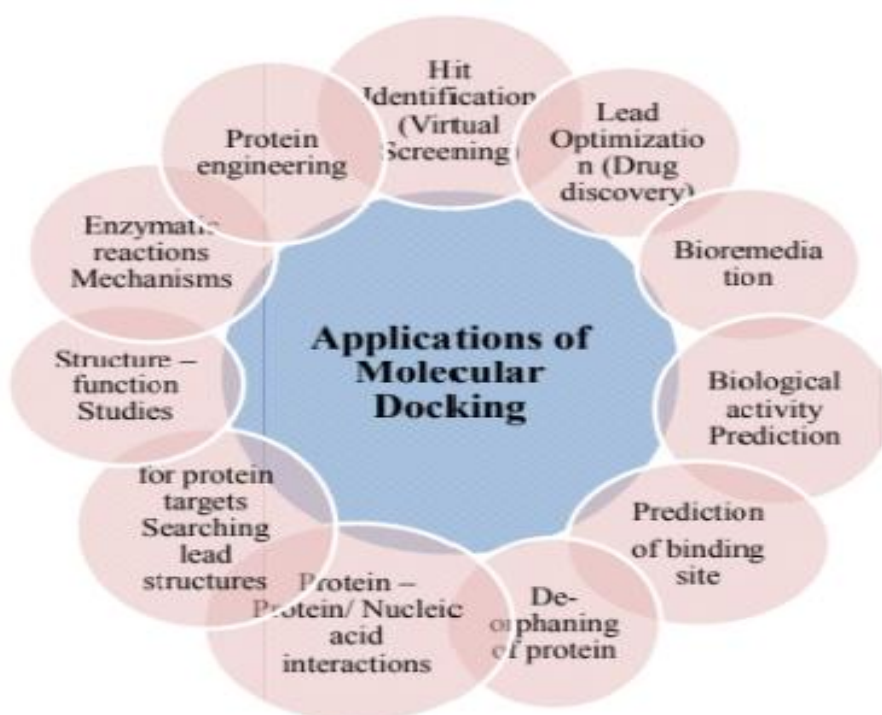 Hit
Identification
(Virtual
Screening)
Lead
Optimizatio
n (Drug
discovery)
Bioremedia
tion
Biological
activity
Prediction
Prediction
of binding
site
De-
orphaning
of protein
Protein –
Protein/ Nucleic
acid
interactions
for protein
targets
Searching
lead
structures
Structure –
function
Studies
Enzymatic
reactions
Mechanisms
Protein
engineering
Applications of
Molecular
Docking